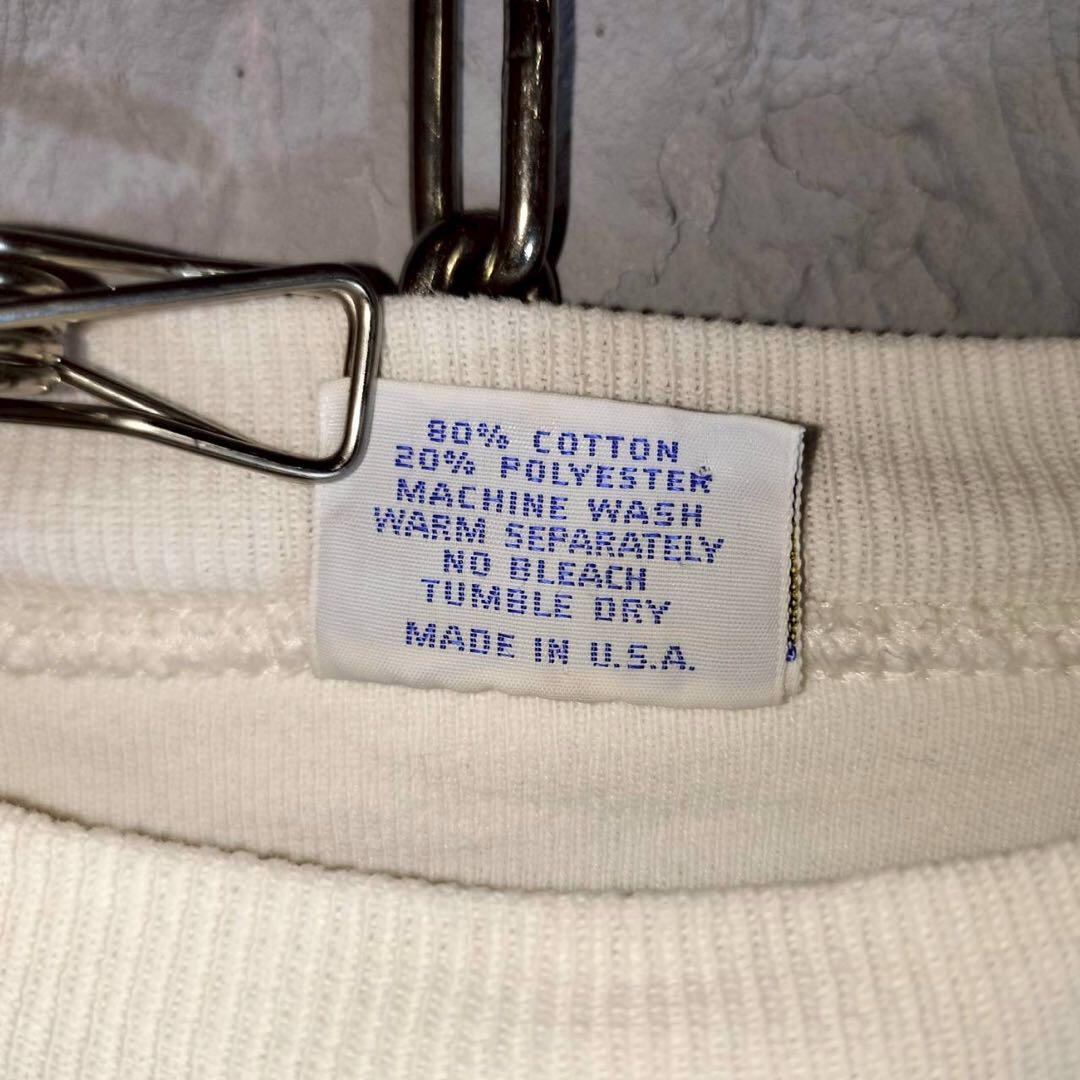 80% COTTON
20% POLYESTER
MACHINE WASH
WARM SEPARATELY
NO BLEACH
TUMBLE DRY
MADE IN U.S.A.